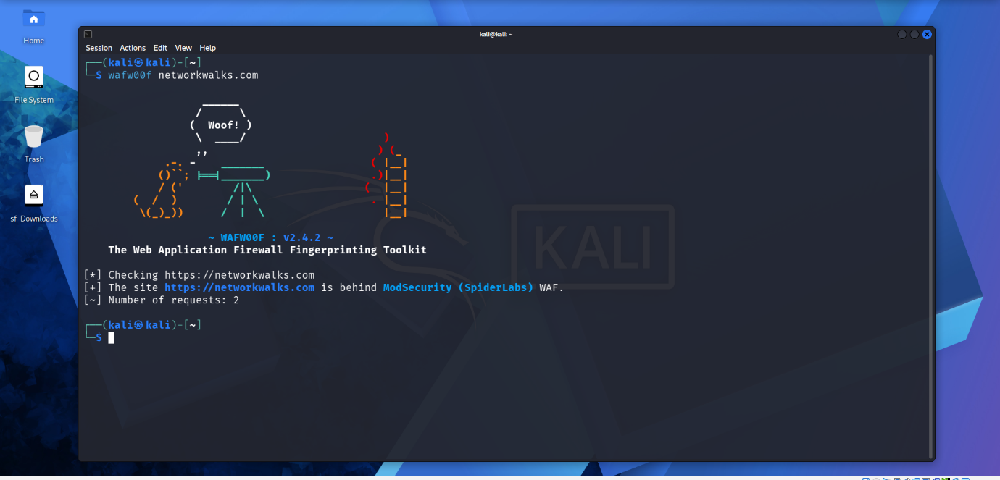 kali@kali: ~
Session Actions Edit View Help
Home
File System
Trash
sf_Downloads
┌──(kali㉿kali)-[~]
└─$ wafw00f networkwalks.com
Woof!
~ WAFW00F : v2.4.2 ~
The Web Application Firewall Fingerprinting Toolkit
[*] Checking https://networkwalks.com
[+] The site https://networkwalks.com is behind ModSecurity (SpiderLabs) WAF.
[~] Number of requests: 2
┌──(kali㉿kali)-[~]
└─$
KALI